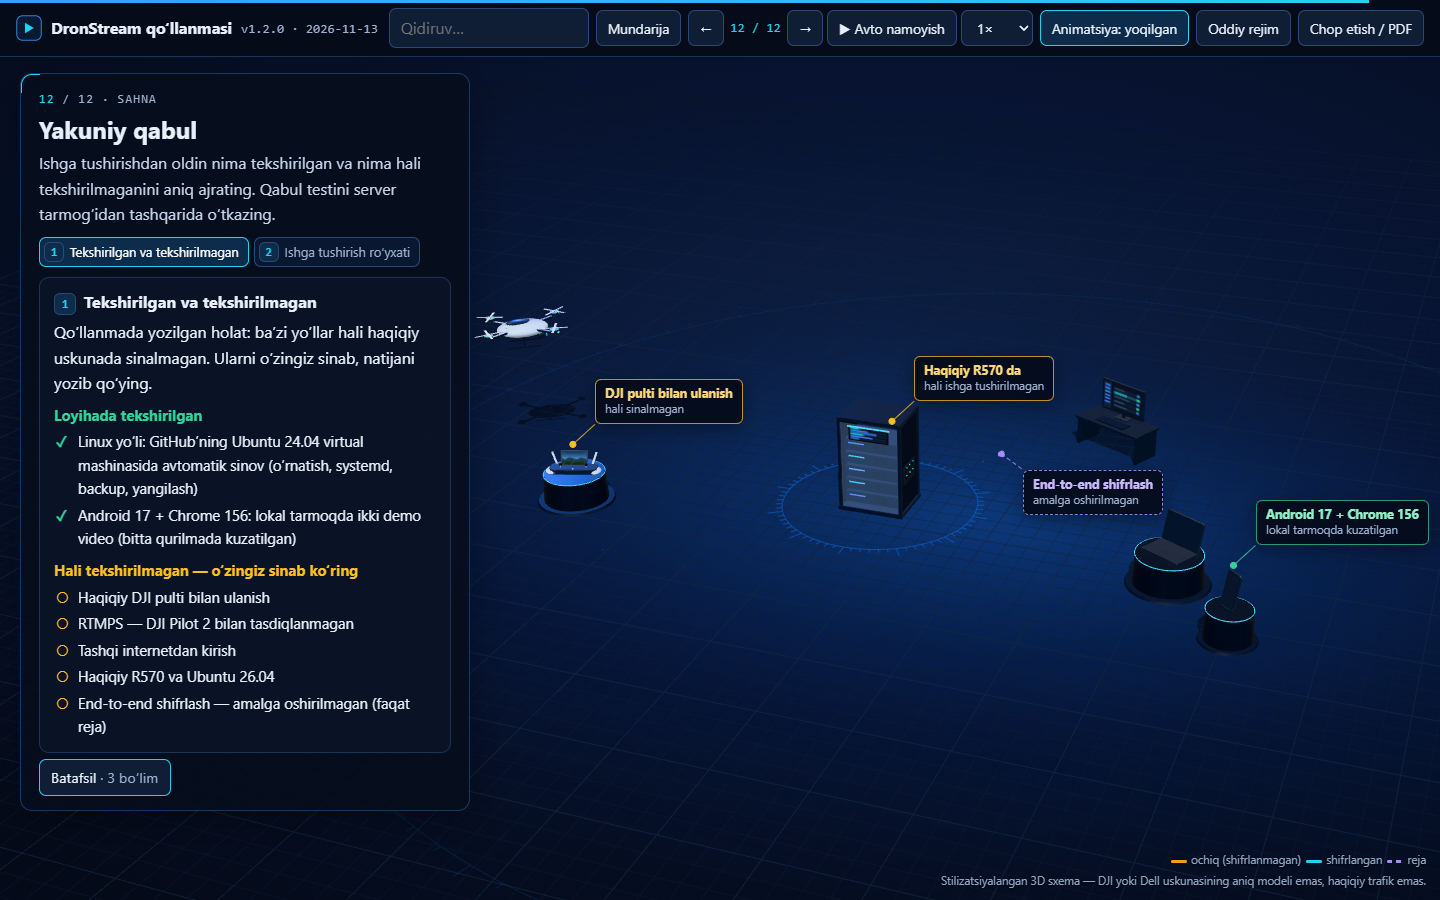 DronStream qo‘llanmasi v1.2.0 · 2026-11-13 Qidiruv... Mundarija ← 12 / 12 → ▶ Avto namoyish 1× Animatsiya: yoqilgan Oddiy rejim Chop etish / PDF
12 / 12 · SAHNA
Yakuniy qabul
Ishga tushirishdan oldin nima tekshirilgan va nima hali
tekshirilmaganini aniq ajrating. Qabul testini server
tarmog‘idan tashqarida o‘tkazing.
1 Tekshirilgan va tekshirilmagan 2 Ishga tushirish ro‘yxati
1 Tekshirilgan va tekshirilmagan
Qo‘llanmada yozilgan holat: ba’zi yo‘llar hali haqiqiy
uskunada sinalmagan. Ularni o‘zingiz sinab, natijani
yozib qo‘ying.
Loyihada tekshirilgan
✓ Linux yo‘li: GitHub’ning Ubuntu 24.04 virtual
mashinasida avtomatik sinov (o‘rnatish, systemd,
backup, yangilash)
✓ Android 17 + Chrome 156: lokal tarmoqda ikki demo
video (bitta qurilmada kuzatilgan)
Hali tekshirilmagan — o‘zingiz sinab ko‘ring
Haqiqiy DJI pulti bilan ulanish
RTMPS — DJI Pilot 2 bilan tasdiqlanmagan
Tashqi internetdan kirish
Haqiqiy R570 va Ubuntu 26.04
End-to-end shifrlash — amalga oshirilmagan (faqat
reja)
Batafsil · 3 bo‘lim
DJI pulti bilan ulanish
hali sinalmagan
Haqiqiy R570 da
hali ishga tushirilmagan
End-to-end shifrlash
amalga oshirilmagan
Android 17 + Chrome 156
lokal tarmoqda kuzatilgan
ochiq (shifrlanmagan) shifrlangan reja
Stilizatsiyalangan 3D sxema — DJI yoki Dell uskunasining aniq modeli emas, haqiqiy trafik emas.